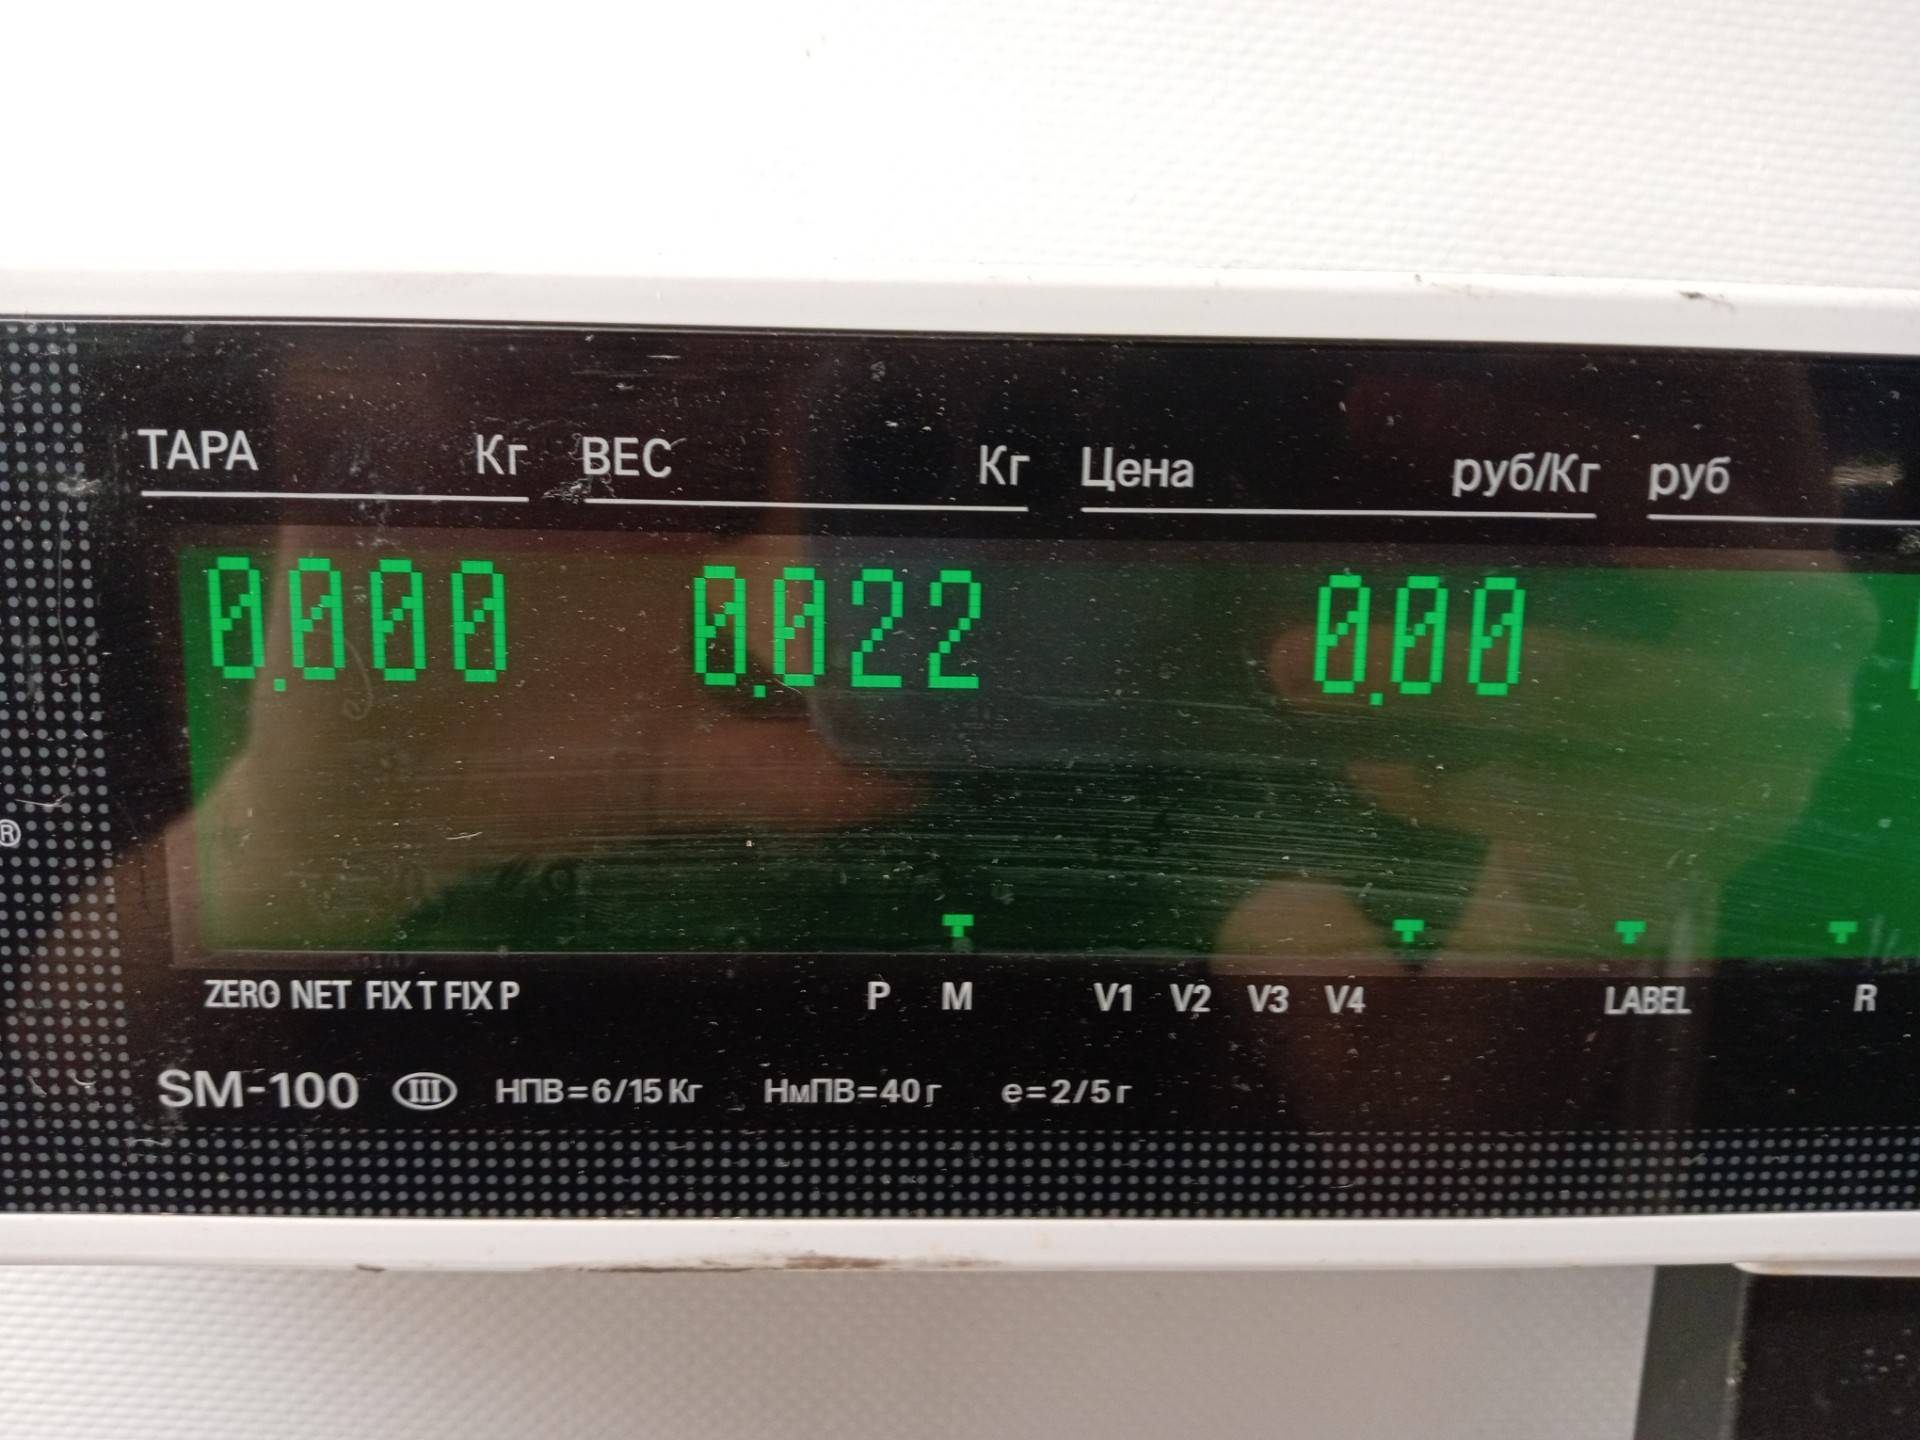 ТАРА Кг ВЕС Кг Цена руб/Кг руб
0.000 0.022 0.00
®
ZERO NET FIX T FIX P P M V1 V2 V3 V4 LABEL R
SM-100 III НПВ=6/15 Кг НмПВ=40 г e=2/5 г